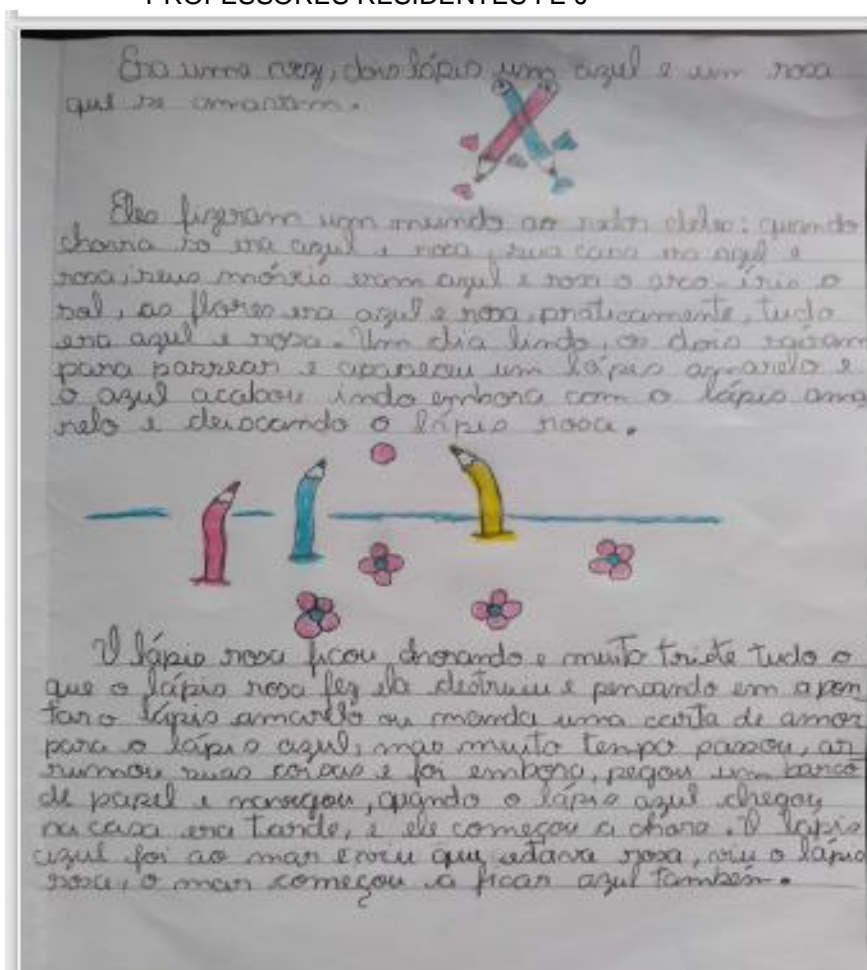 PROFESSORES RESIDENTES FE
Era uma vez, dois lápis um azul e um rosa
que se amavam.
Eles fizeram um mundo ao redor deles: quando
chovia so era azul e rosa, sua casa era azul e
rosa, seus móveis eram azul e rosa o arco-íris o
sol, as flores era azul e rosa, praticamente, tudo
era azul e rosa. Um dia lindo, os dois saíram
para passear e apareceu um lápis amarelo e
o azul acabou indo embora com o lápis ama
relo e deixando o lápis rosa.
O lápis rosa ficou chorando e muito triste tudo o
que o lápis rosa fez ela destruiu e pensando em apon
tar o lápis amarelo ou manda uma carta de amor
para o lápis azul, mas muito tempo passou, ar
rumou suas coisas e foi embora, pegou um barco
de papel e navegou, quando o lápis azul chegou
na casa era tarde, e ele começou a chora. O lápis
azul foi ao mar e viu que estava rosa, viu o lápis
rosa, o mar começou a ficar azul também.